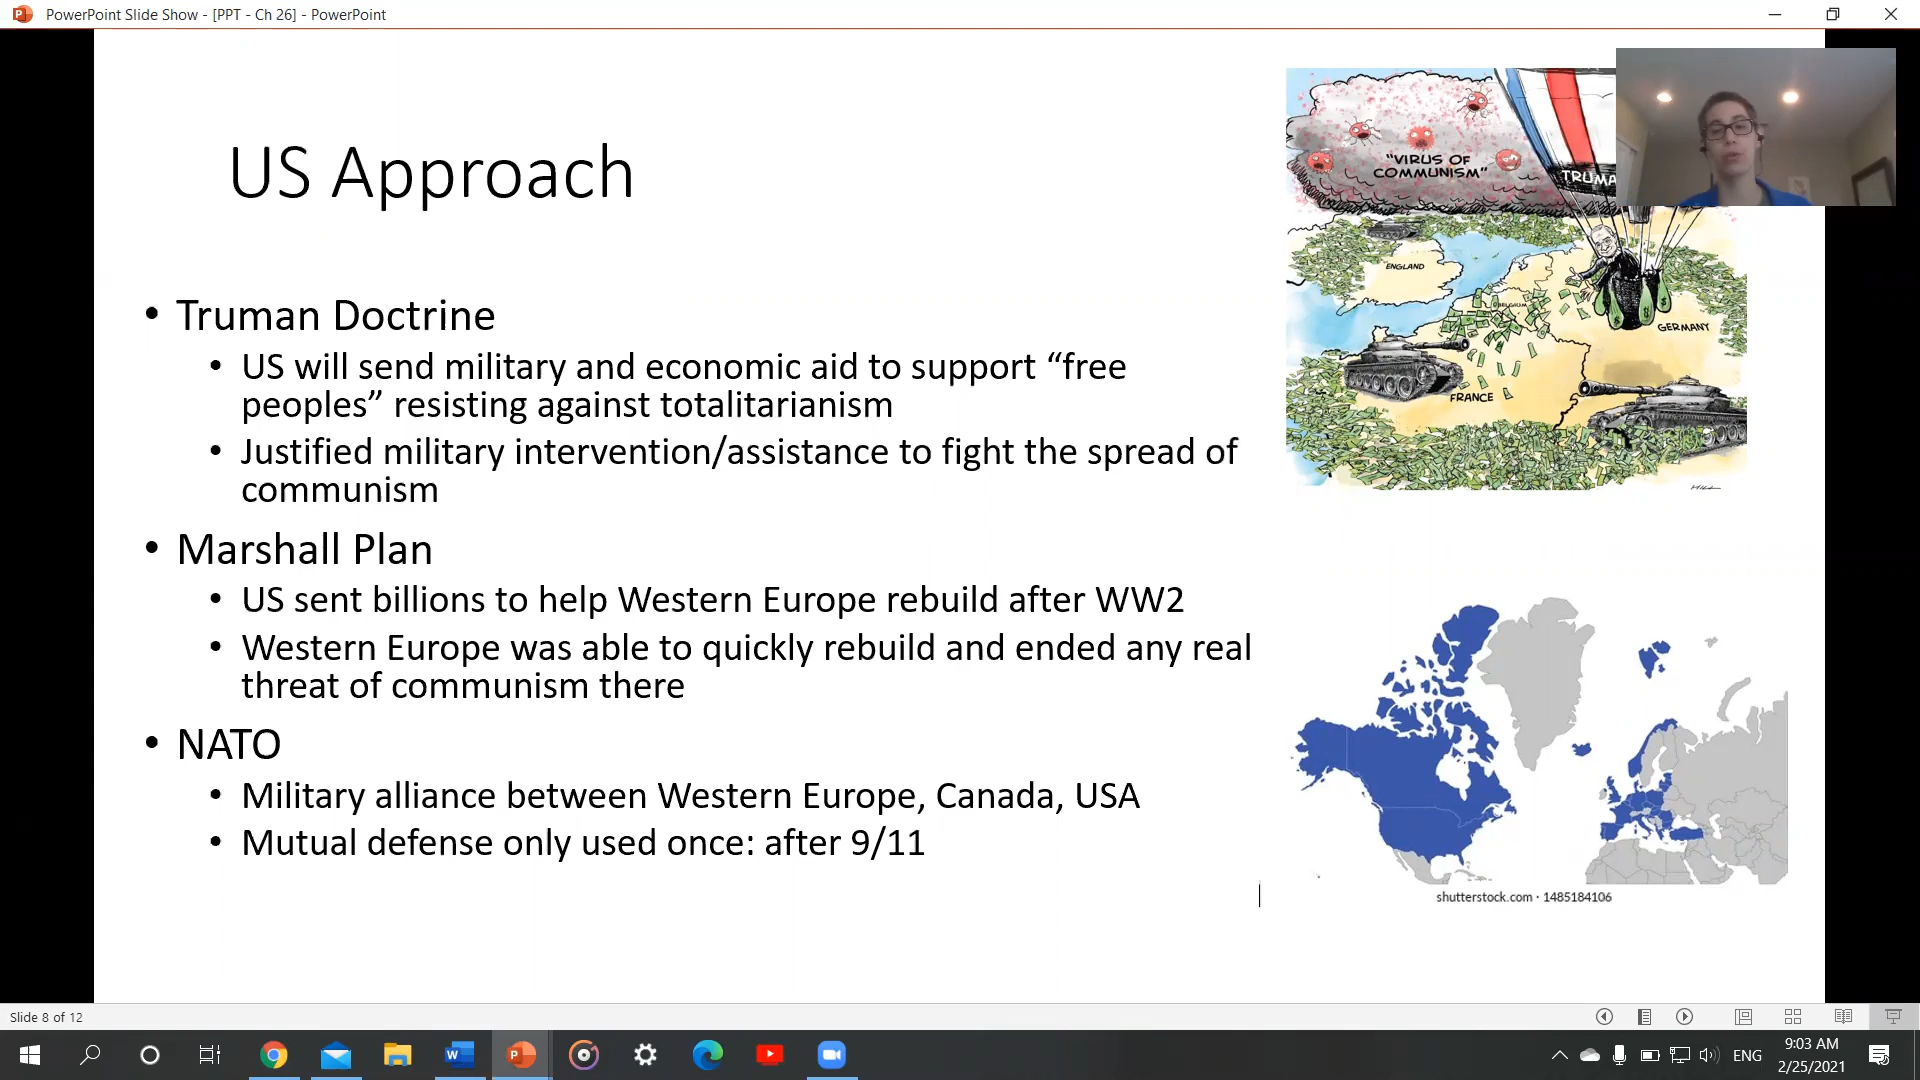 PowerPoint Slide Show - [PPT - Ch 26] - PowerPoint
US Approach
• Truman Doctrine
• US will send military and economic aid to support “free
peoples” resisting against totalitarianism
• Justified military intervention/assistance to fight the spread of
communism
• Marshall Plan
• US sent billions to help Western Europe rebuild after WW2
• Western Europe was able to quickly rebuild and ended any real
threat of communism there
• NATO
• Military alliance between Western Europe, Canada, USA
• Mutual defense only used once: after 9/11
"VIRUS OF
COMMUNISM"
TRUMA
ENGLAND
BELGIUM
GERMANY
FRANCE
shutterstock.com · 1485184106
Slide 8 of 12
ENG
9:03 AM
2/25/2021